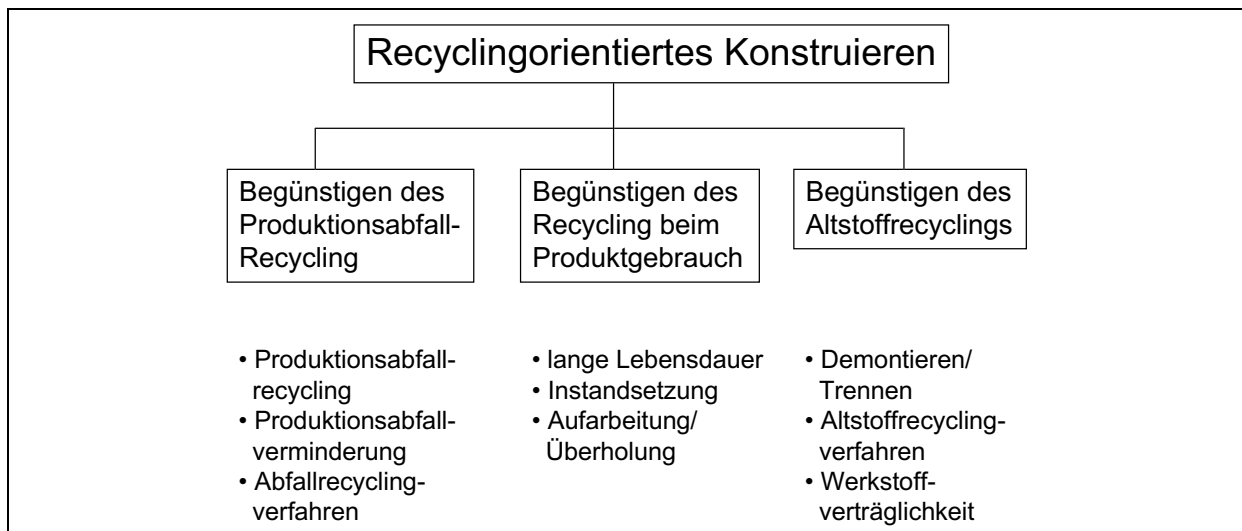 Recyclingorientiertes Konstruieren
Begünstigen des
Produktionsabfall-
Recycling
Begünstigen des
Recycling beim
Produktgebrauch
Begünstigen des
Altstoffrecyclings
• Produktionsabfall-
recycling
• Produktionsabfall-
verminderung
• Abfallrecycling-
verfahren
• lange Lebensdauer
• Instandsetzung
• Aufarbeitung/
Überholung
• Demontieren/
Trennen
• Altstoffrecycling-
verfahren
• Werkstoff-
verträglichkeit